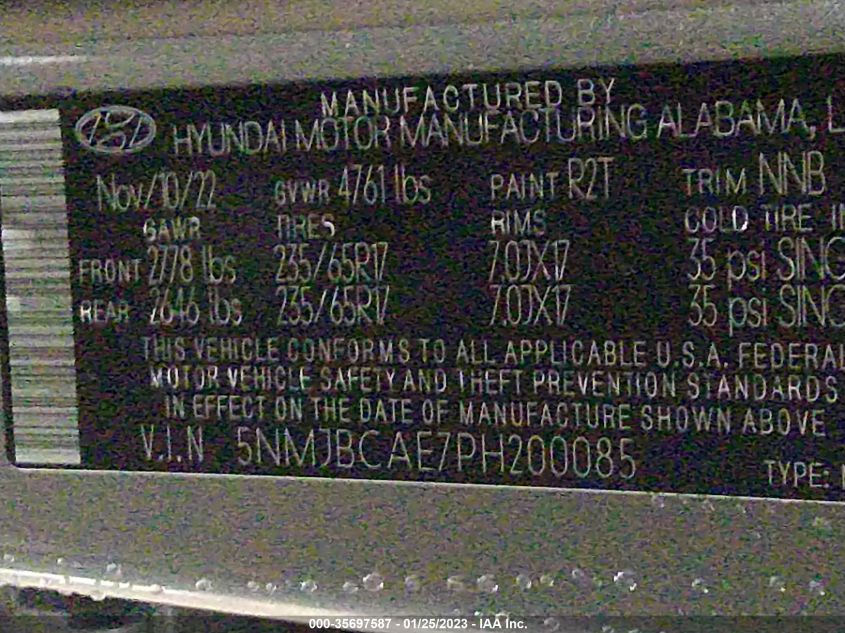 MANUFACTURED BY
HYUNDAI MOTOR MANUFACTURING ALABAMA, L
Nov/10/22 GVWR 4761 lbs PAINT R2T TRIM NNB
GAWR TIRES RIMS COLD TIRE IN
FRONT 2778 lbs 235/65R17 7.0JX17 35 psi SING
REAR 2646 lbs 235/65R17 7.0JX17 35 psi SING
THIS VEHICLE CONFORMS TO ALL APPLICABLE U.S.A. FEDERAL
MOTOR VEHICLE SAFETY AND THEFT PREVENTION STANDARDS
IN EFFECT ON THE DATE OF MANUFACTURE SHOWN ABOVE
V.I.N 5NMJBCAE7PH200085
TYPE:
000-35697587 - 01/25/2023 - IAA Inc.